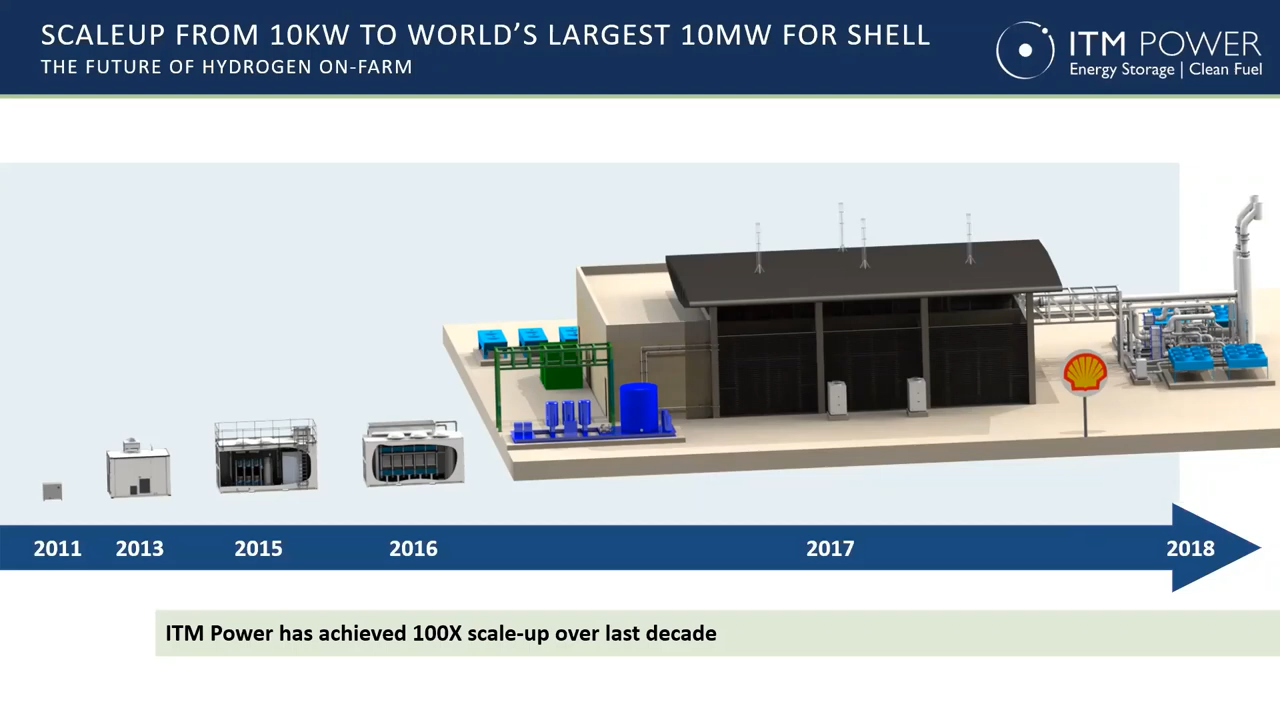 SCALEUP FROM 10KW TO WORLD'S LARGEST 10MW FOR SHELL
THE FUTURE OF HYDROGEN ON-FARM
ITM POWER
Energy Storage | Clean Fuel
2011 2013 2015 2016 2017 2018
ITM Power has achieved 100X scale-up over last decade